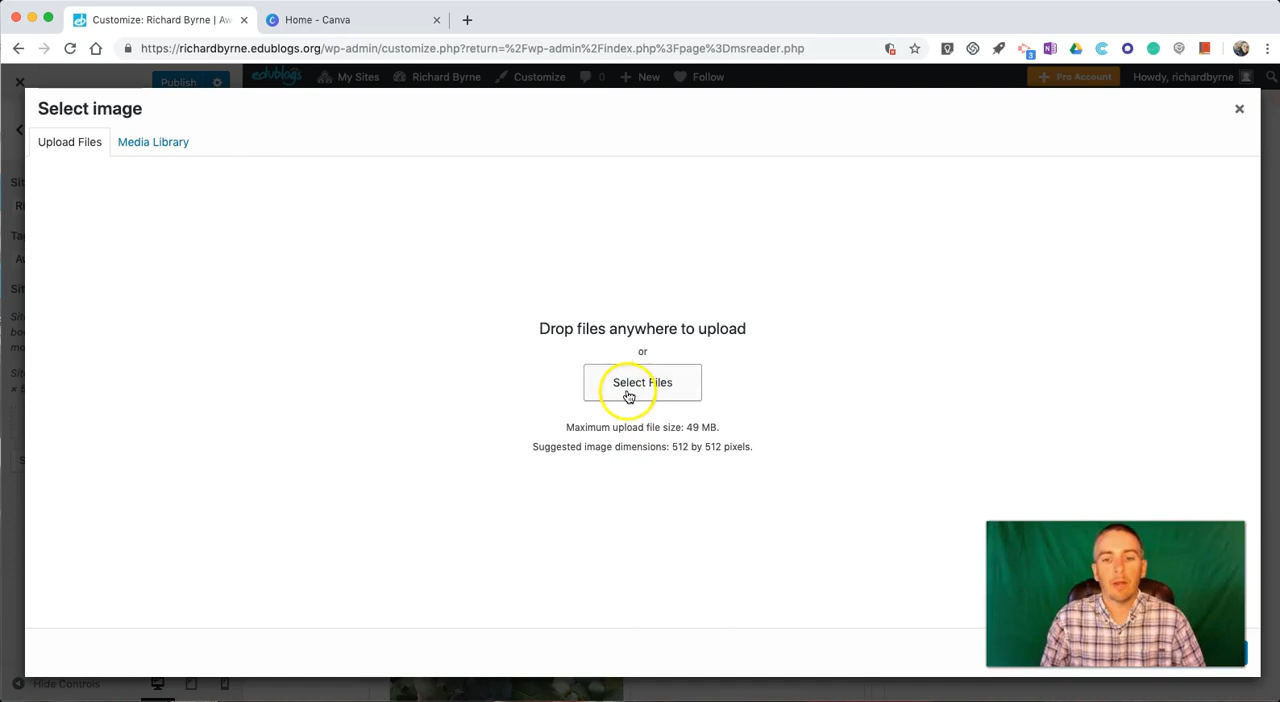 Customize: Richard Byrne | Aw
Home - Canva
https://richardbyrne.edublogs.org/wp-admin/customize.php?return=%2Fwp-admin%2Findex.php%3Fpage%3Dmsreader.php
3
Publish
edublogs
My Sites
Richard Byrne
Customize
0
New
Follow
Pro Account
Howdy, richardbyrne
Select image
Upload Files
Media Library
Drop files anywhere to upload
or
Select Files
Maximum upload file size: 49 MB.
Suggested image dimensions: 512 by 512 pixels.
Hide Controls